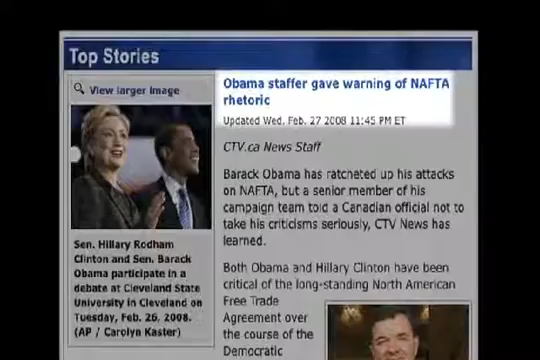 Top Stories
View larger image
Sen. Hillary Rodham
Clinton and Sen. Barack
Obama participate in a
debate at Cleveland State
University in Cleveland on
Tuesday, Feb. 26, 2008.
(AP / Carolyn Kaster)
Obama staffer gave warning of NAFTA
rhetoric
Updated Wed. Feb. 27 2008 11:45 PM ET
CTV.ca News Staff
Barack Obama has ratcheted up his attacks
on NAFTA, but a senior member of his
campaign team told a Canadian official not to
take his criticisms seriously, CTV News has
learned.
Both Obama and Hillary Clinton have been
critical of the long-standing North American
Free Trade
Agreement over
the course of the
Democratic